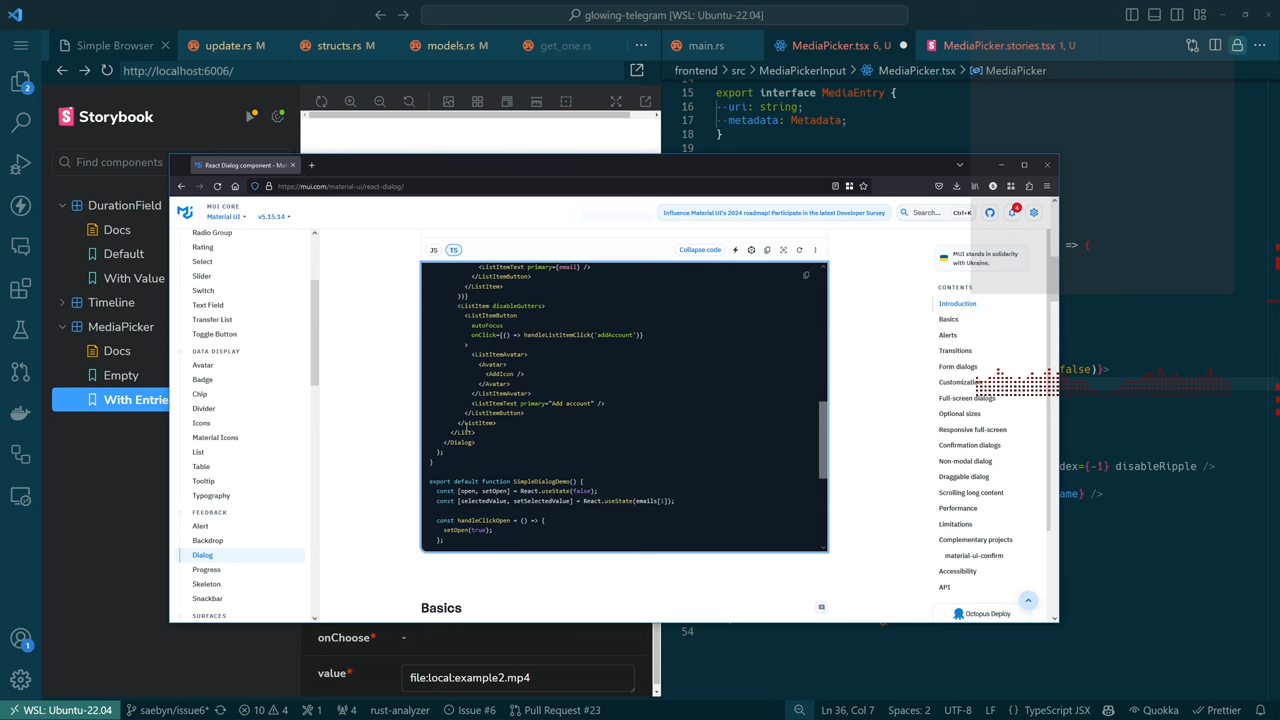 glowing-telegram [WSL: Ubuntu-22.04]
Simple Browser
update.rs M
structs.rs M
models.rs M
get_one.rs
main.rs
MediaPicker.tsx 6, U
MediaPicker.stories.tsx 1, U
http://localhost:6006/
frontend > src > MediaPickerInput > MediaPicker.tsx > MediaPicker
2
Storybook
Find components
DurationField
Docs
Default
With Value
Timeline
MediaPicker
Docs
Empty
With Entrie
15 export interface MediaEntry {
16 uri: string;
17 metadata: Metadata;
18 }
=> {
false)}>
dex={-1} disableRipple />
name} />
54
React Dialog component - Mat
https://mui.com/material-ui/react-dialog/
MUI CORE
Material UI
v5.15.14
Influence Material UI's 2024 roadmap! Participate in the latest Developer Survey
Search...
Ctrl+K
4
Radio Group
Rating
Select
Slider
Switch
Text Field
Transfer List
Toggle Button
DATA DISPLAY
Avatar
Badge
Chip
Divider
Icons
Material Icons
List
Table
Tooltip
Typography
FEEDBACK
Alert
Backdrop
Dialog
Progress
Skeleton
Snackbar
SURFACES
JS
TS
Collapse code
<ListItemText primary={email} />
</ListItemButton>
</ListItem>
))}
<ListItem disableGutters>
<ListItemButton
autoFocus
onClick={() => handleListItemClick('addAccount')}
>
<ListItemAvatar>
<Avatar>
<AddIcon />
</Avatar>
</ListItemAvatar>
<ListItemText primary="Add account" />
</ListItemButton>
</ListItem>
</List>
</Dialog>
);
}
export default function SimpleDialogDemo() {
const [open, setOpen] = React.useState(false);
const [selectedValue, setSelectedValue] = React.useState(emails[1]);
const handleClickOpen = () => {
setOpen(true);
};
Basics
MUI stands in solidarity
with Ukraine.
CONTENTS
Introduction
Basics
Alerts
Transitions
Form dialogs
Customization
Full-screen dialogs
Optional sizes
Responsive full-screen
Confirmation dialogs
Non-modal dialog
Draggable dialog
Scrolling long content
Performance
Limitations
Complementary projects
material-ui-confirm
Accessibility
API
Octopus Deploy
onChoose* -
value* file:local:example2.mp4
1
WSL: Ubuntu-22.04
saebyn/issue6*
10
4
1
4
rust-analyzer
Issue #6
Pull Request #23
Ln 36, Col 7
Spaces: 2
UTF-8
LF
{} TypeScript JSX
Quokka
Prettier